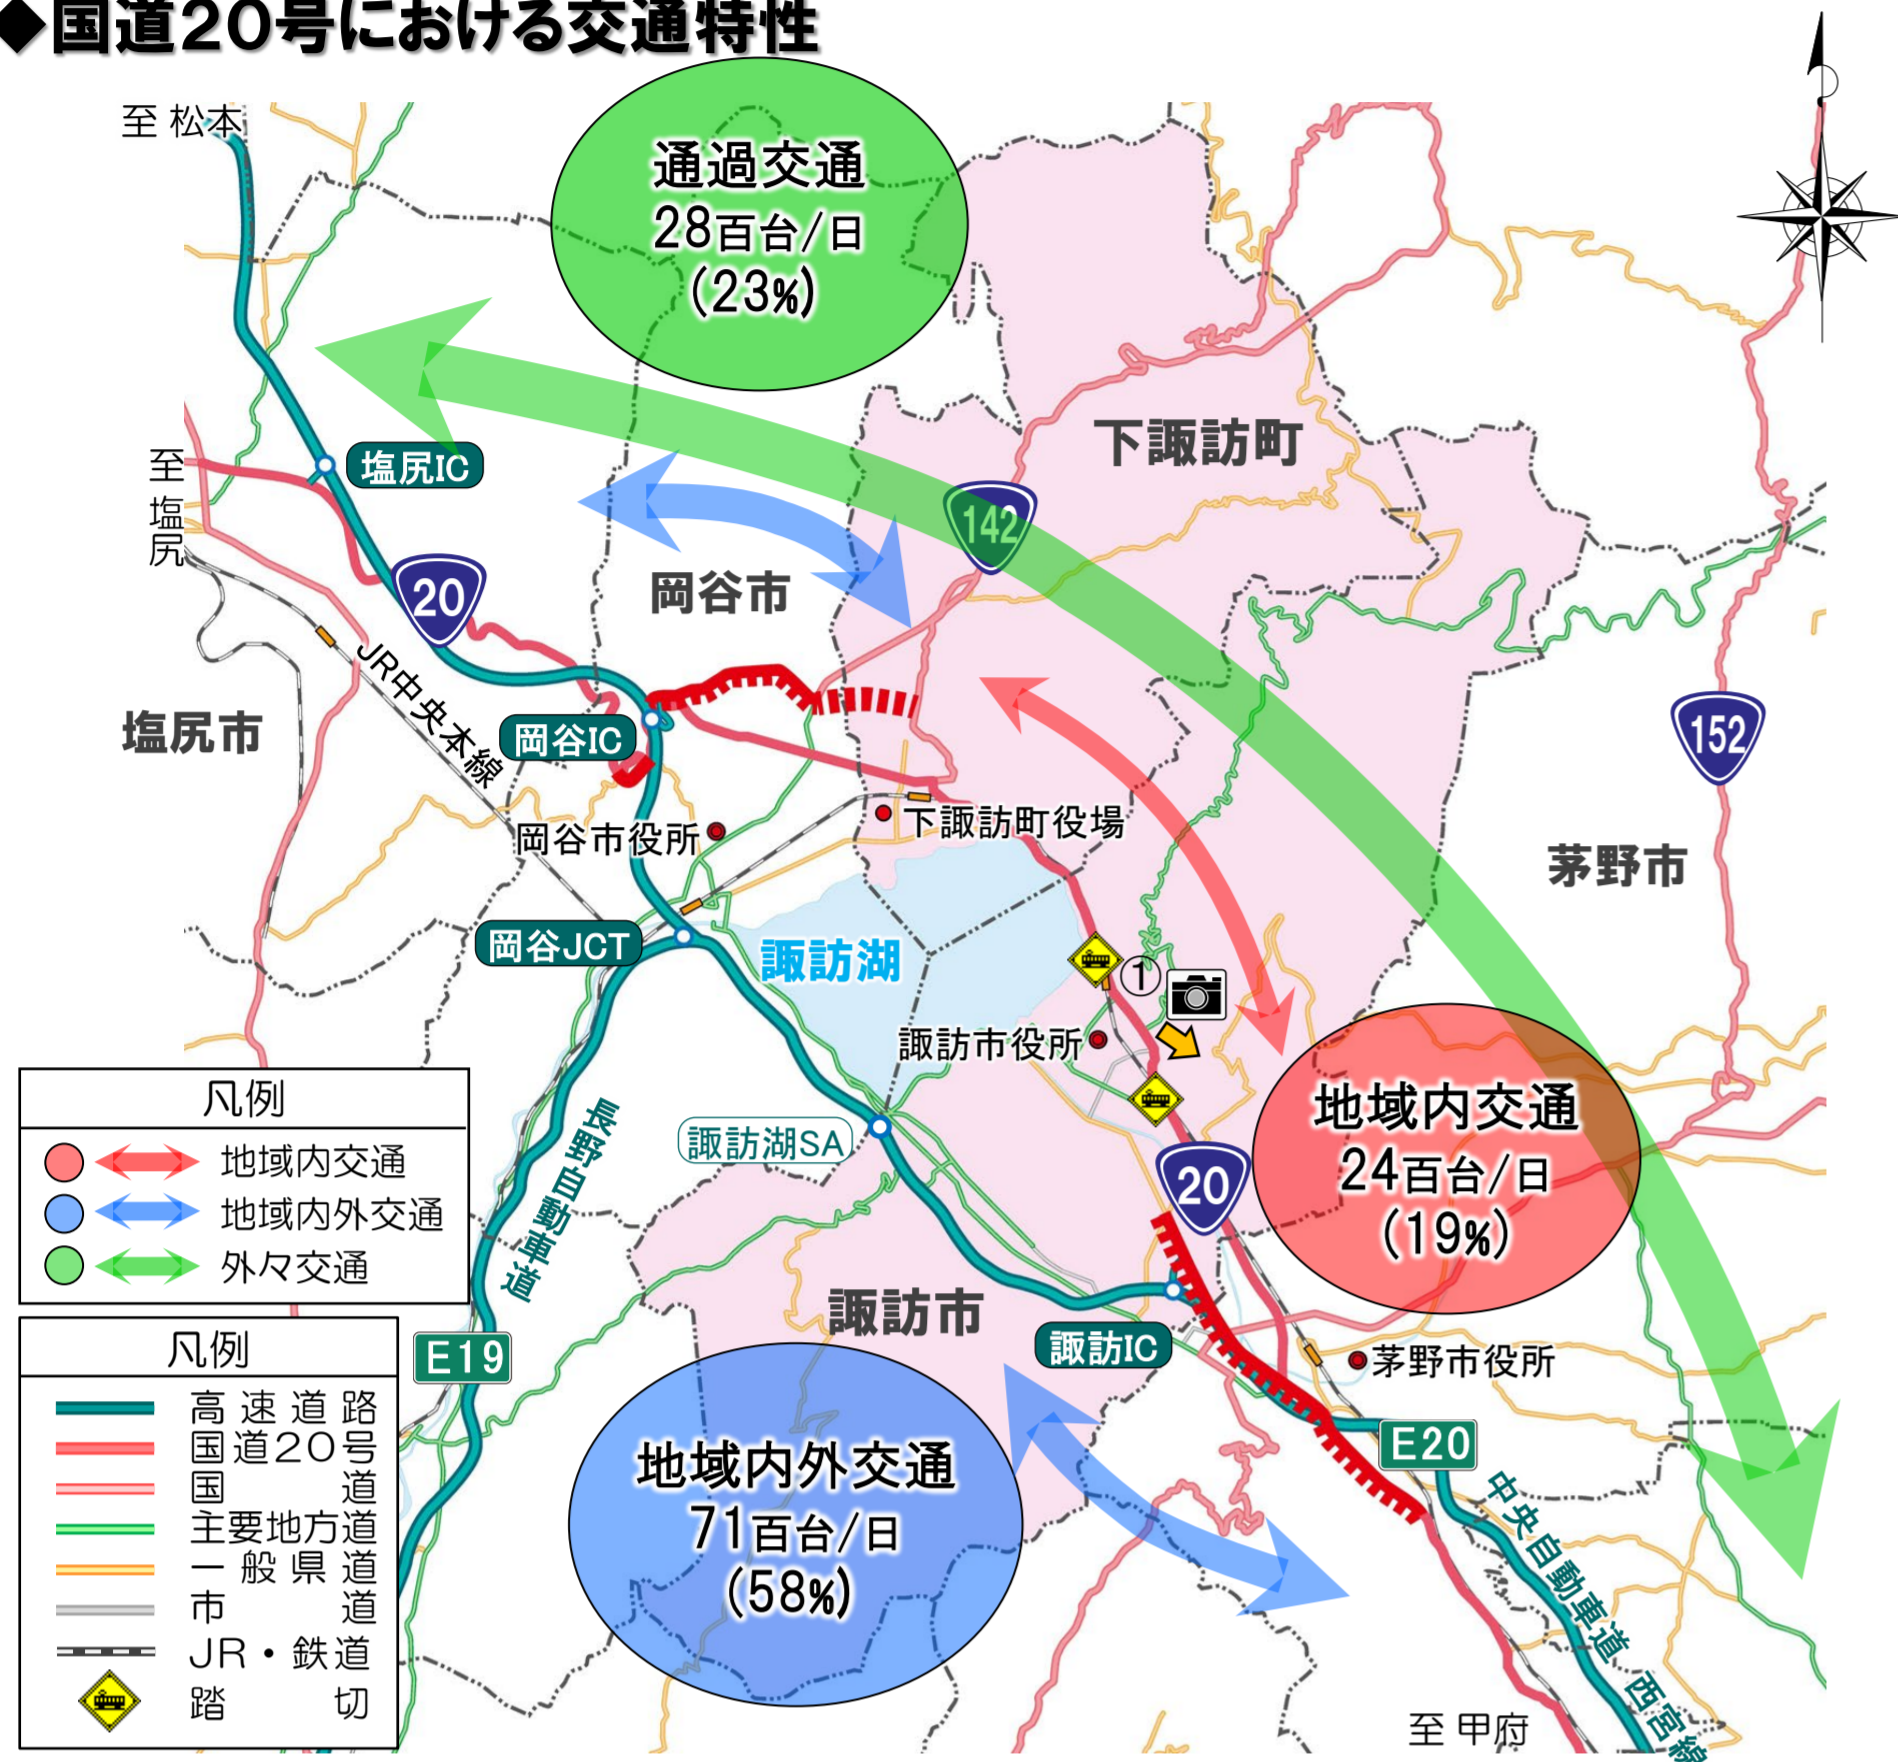 ◆国道20号における交通特性
至 松本
通過交通
28百台/日
(23%)
下諏訪町
至
塩
尻
塩尻IC
142
20
岡谷市
JR中央本線
塩尻市
岡谷IC
152
下諏訪町役場
岡谷市役所
茅野市
岡谷JCT
諏訪湖
①
諏訪市役所
凡例
地域内交通
地域内外交通
外々交通
長野自動車道
諏訪湖SA
地域内交通
24百台/日
(19%)
20
諏訪市
諏訪IC
茅野市役所
凡例
高速道路
国道20号
国道
主要地方道
一般県道
市道
JR・鉄道
踏切
E19
E20
地域内外交通
71百台/日
(58%)
中央自動車道 西宮線
至 甲府